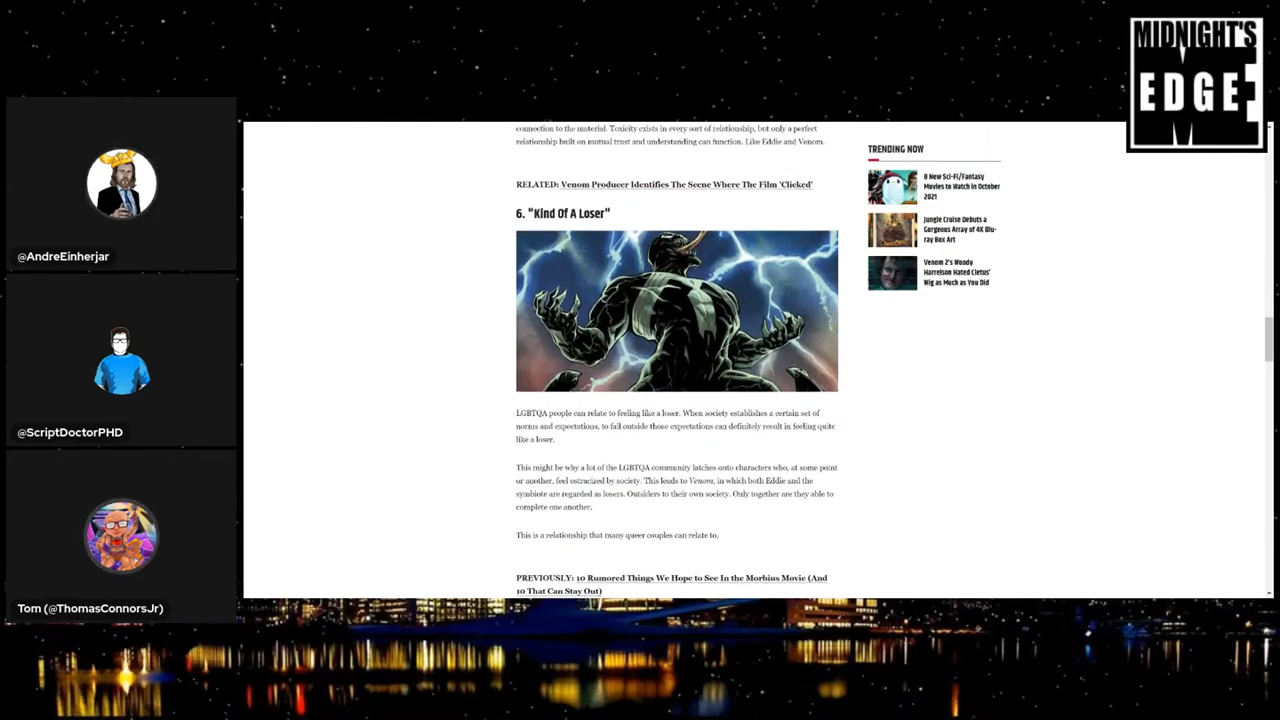 MIDNIGHT'S
EDGE
@AndreEinherjar
@ScriptDoctorPHD
Tom (@ThomasConnorsJr)
connection to the material. Toxicity exists in every sort of relationship, but only a perfect
relationship built on mutual trust and understanding can function. Like Eddie and Venom.
RELATED: Venom Producer Identifies The Scene Where The Film 'Clicked'
6. "Kind Of A Loser"
LGBTQA people can relate to feeling like a loser. When society establishes a certain set of
norms and expectations, to fall outside those expectations can definitely result in feeling quite
like a loser.
This might be why a lot of the LGBTQA community latches onto characters who, at some point
or another, feel ostracized by society. This leads to Venom, in which both Eddie and the
symbiote are regarded as losers. Outsiders to their own society. Only together are they able to
complete one another.
This is a relationship that many queer couples can relate to.
PREVIOUSLY: 10 Rumored Things We Hope to See In the Morbius Movie (And
10 That Can Stay Out)
TRENDING NOW
8 New Sci-Fi/Fantasy
Movies to Watch in October
2021
Jungle Cruise Debuts a
Gorgeous Array of 4K Blu-
ray Box Art
Venom 2's Woody
Harrelson Hated Cletus'
Wig as Much as You Did